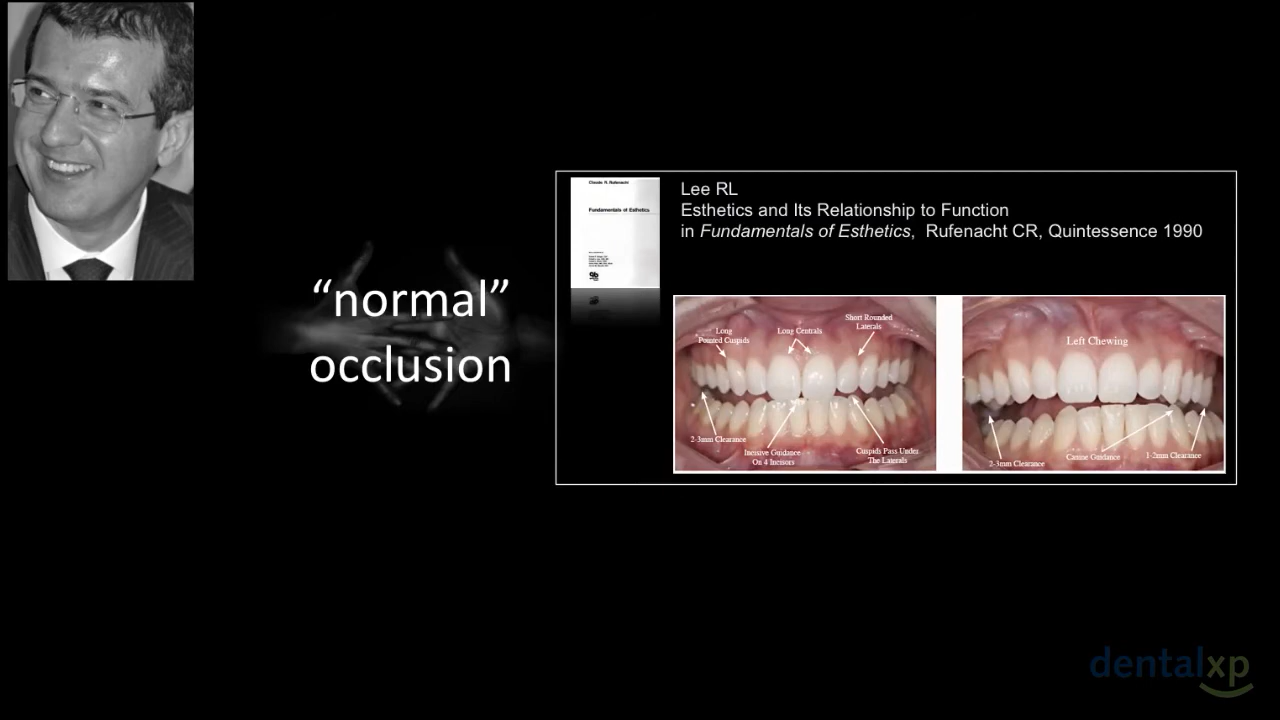 “normal”
occlusion
Claude R. Rufenacht
Fundamentals of Esthetics
Lee RL
Esthetics and Its Relationship to Function
in Fundamentals of Esthetics, Rufenacht CR, Quintessence 1990
Long
Pointed Cuspids
Long Centrals
Short Rounded
Laterals
2-3mm Clearance
Incisive Guidance
On 4 Incisors
Cuspids Pass Under
The Laterals
Left Chewing
2-3mm Clearance
Canine Guidance
1-2mm Clearance
dentalxp